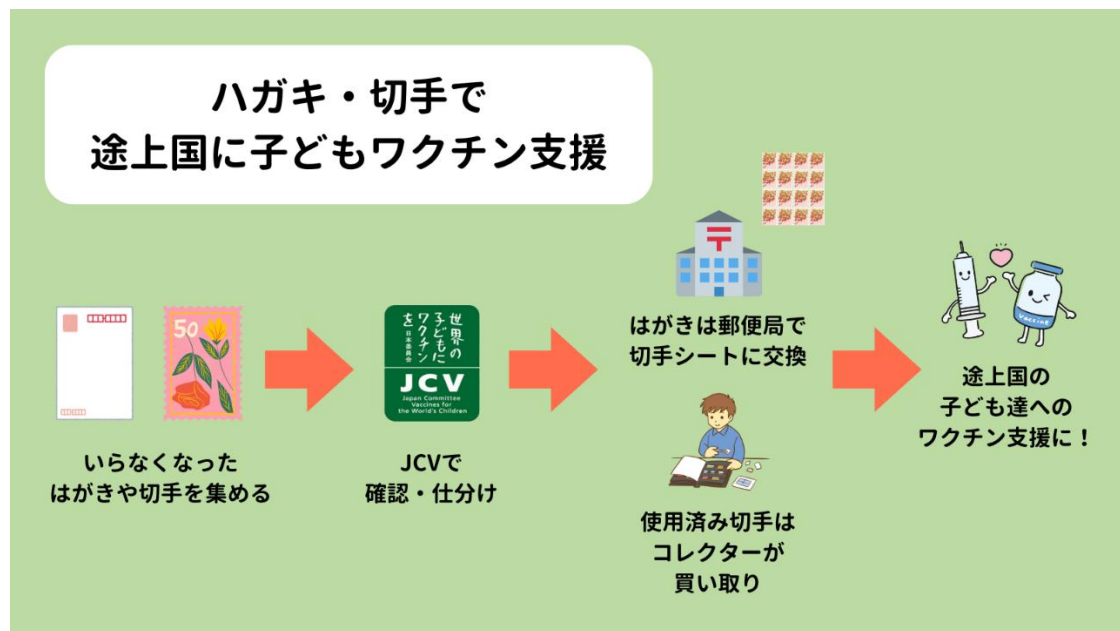 ハガキ・切手で
途上国に子どもワクチン支援
50
いらなくなった
はがきや切手を集める
世界の
子どもに
ワクチン
を日本委員会
JCV
Japan Committee
Vaccines for
the World's Children
JCVで
確認・仕分け
〒
はがきは郵便局で
切手シートに交換
使用済み切手は
コレクターが
買い取り
Vaccine
途上国の
子ども達への
ワクチン支援に！